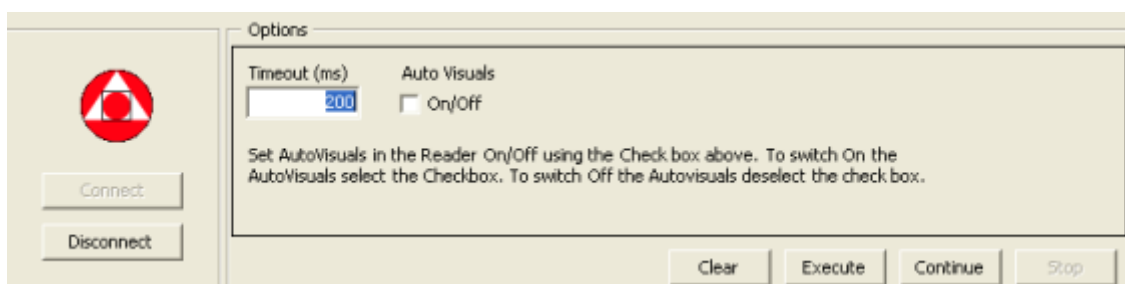 Options
Timeout (ms) Auto Visuals
200 On/Off
Set AutoVisuals in the Reader On/Off using the Check box above. To switch On the
AutoVisuals select the Checkbox. To switch Off the Autovisuals deselect the check box.
Connect
Disconnect
Clear Execute Continue Stop